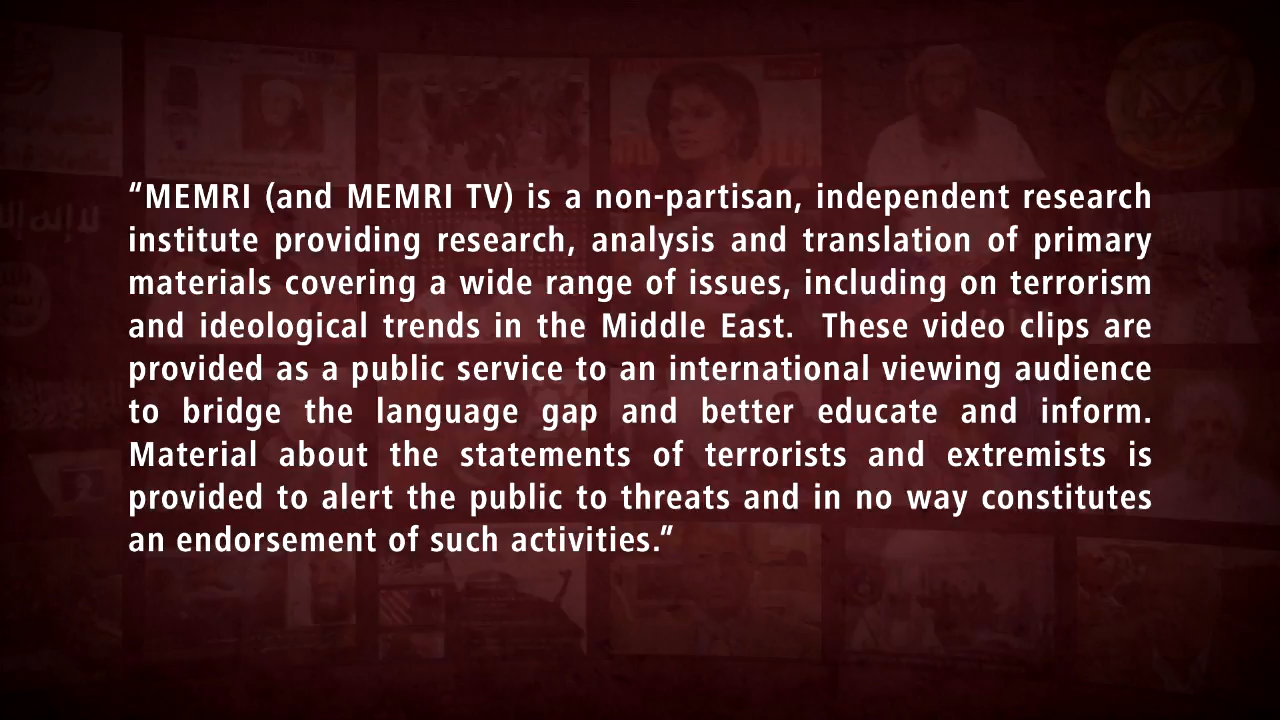 “MEMRI (and MEMRI TV) is a non-partisan, independent research
institute providing research, analysis and translation of primary
materials covering a wide range of issues, including on terrorism
and ideological trends in the Middle East.  These video clips are
provided as a public service to an international viewing audience
to bridge the language gap and better educate and inform.
Material about the statements of terrorists and extremists is
provided to alert the public to threats and in no way constitutes
an endorsement of such activities.”